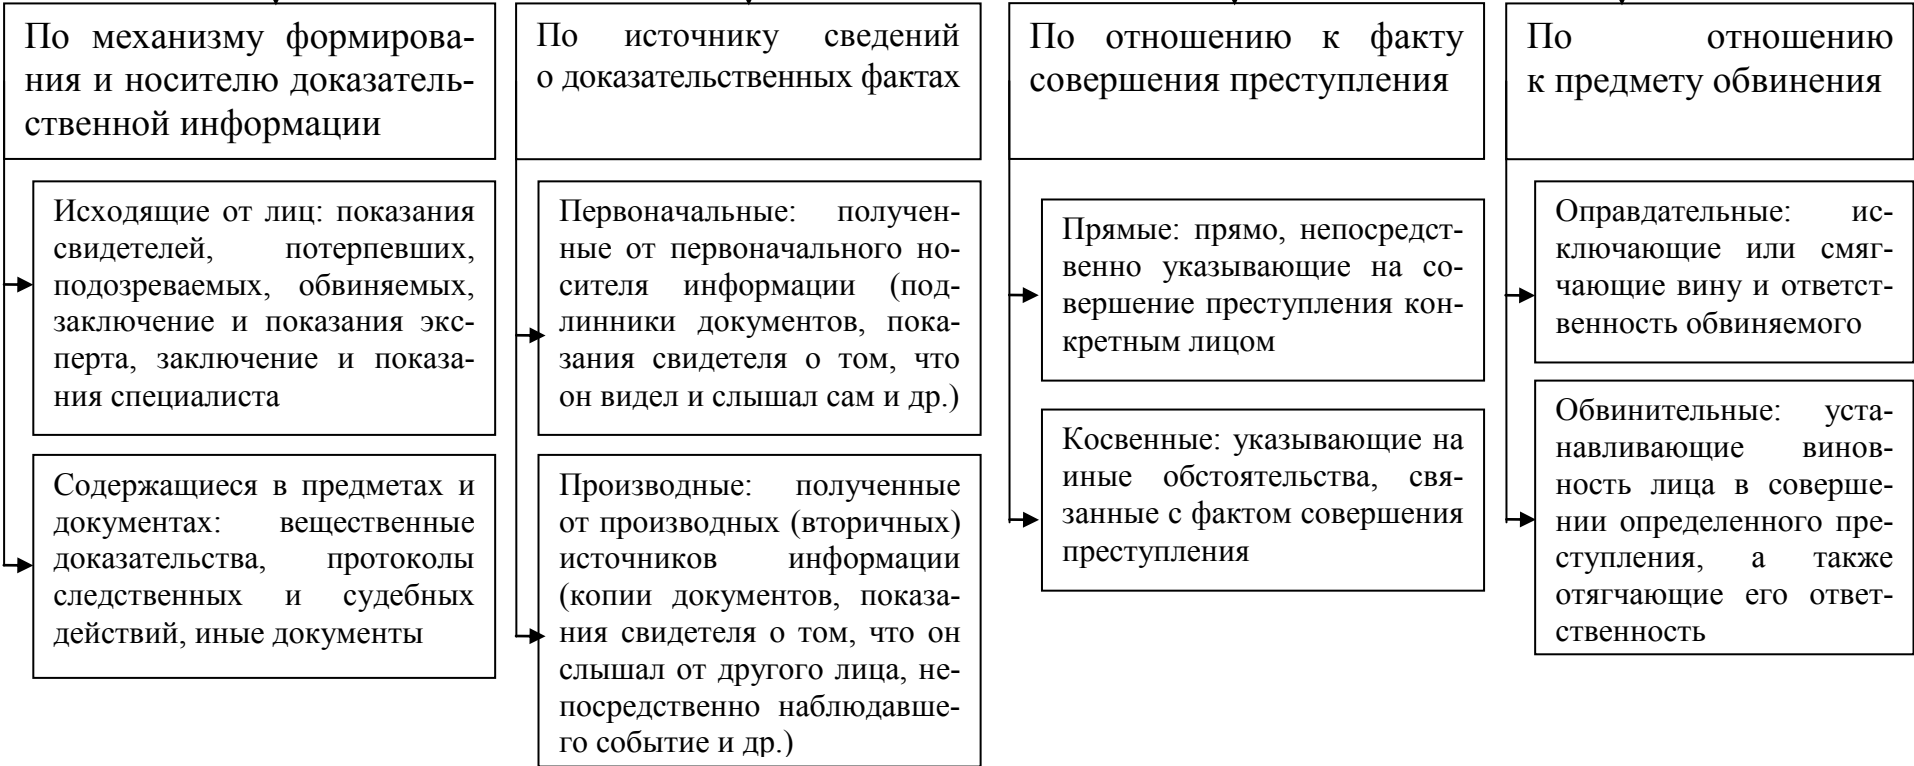 По механизму формирова-
ния и носителю доказатель-
ственной информации
Исходящие от лиц: показания
свидетелей, потерпевших,
подозреваемых, обвиняемых,
заключение и показания экс-
перта, заключение и показа-
ния специалиста
Содержащиеся в предметах и
документах: вещественные
доказательства, протоколы
следственных и судебных
действий, иные документы
По источнику сведений
о доказательственных фактах
Первоначальные: получен-
ные от первоначального но-
сителя информации (под-
линники документов, пока-
зания свидетеля о том, что
он видел и слышал сам и др.)
Производные: полученные
от производных (вторичных)
источников информации
(копии документов, показа-
ния свидетеля о том, что он
слышал от другого лица, не-
посредственно наблюдавше-
го событие и др.)
По отношению к факту
совершения преступления
Прямые: прямо, непосредст-
венно указывающие на со-
вершение преступления кон-
кретным лицом
Косвенные: указывающие на
иные обстоятельства, свя-
занные с фактом совершения
преступления
По отношению
к предмету обвинения
Оправдательные: ис-
ключающие или смяг-
чающие вину и ответст-
венность обвиняемого
Обвинительные: уста-
навливающие винов-
ность лица в соверше-
нии определенного пре-
ступления, а также
отягчающие его ответ-
ственность